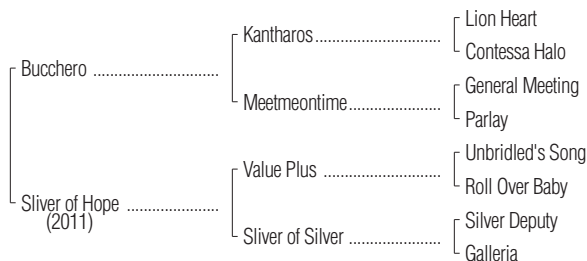 Lion Heart
Kantharos
Contessa Halo
Bucchero
General Meeting
Meetmeontime
Parlay
Unbridled's Song
Value Plus
Roll Over Baby
Sliver of Hope
(2011)
Silver Deputy
Sliver of Silver
Galleria